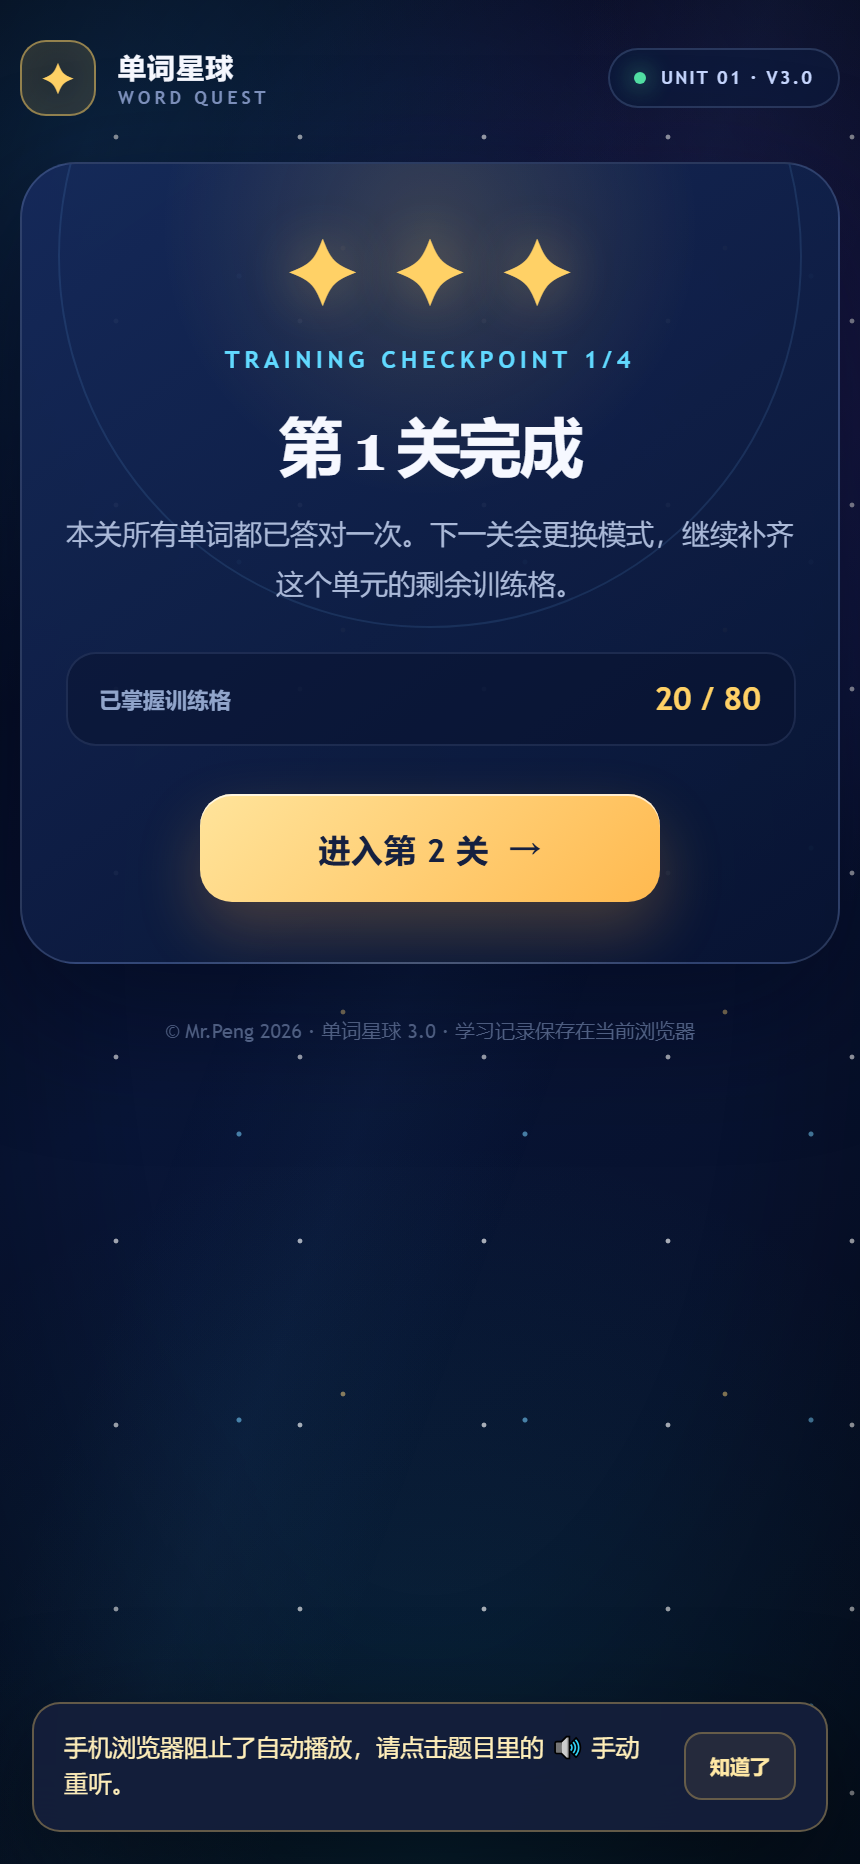 单词星球
WORD QUEST
UNIT 01 · V3.0
TRAINING CHECKPOINT 1/4
第 1 关完成
本关所有单词都已答对一次。下一关会更换模式，继续补齐
这个单元的剩余训练格。
已掌握训练格
20 / 80
进入第 2 关 →
© Mr.Peng 2026 · 单词星球 3.0 · 学习记录保存在当前浏览器
手机浏览器阻止了自动播放，请点击题目里的 🔊 手动
重听。
知道了